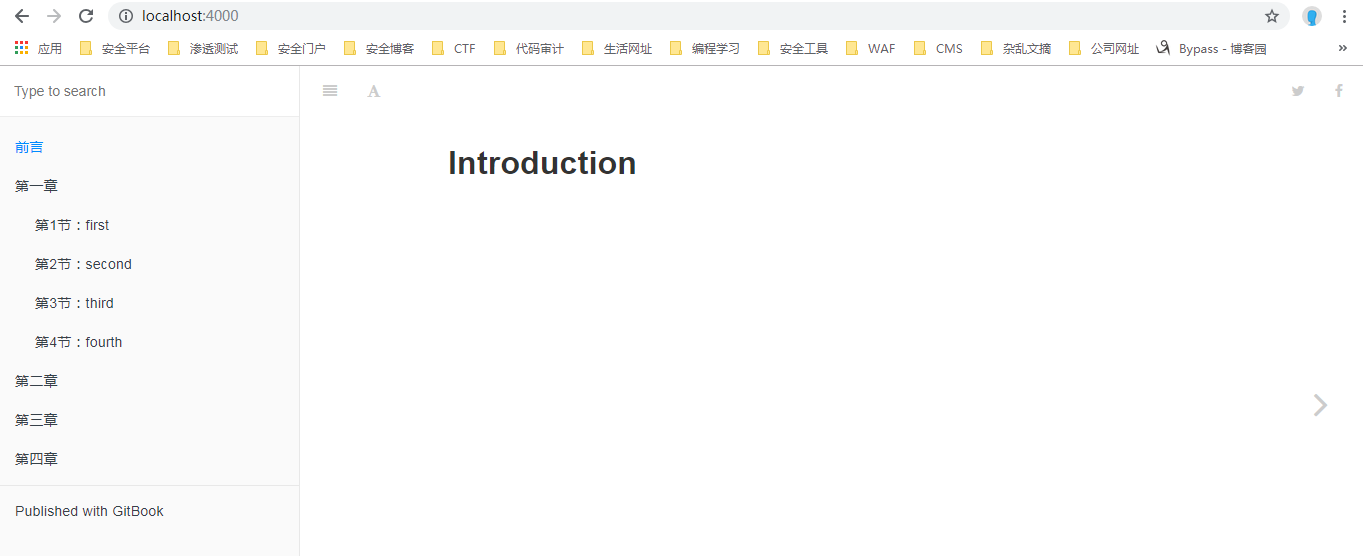 localhost:4000
应用 安全平台 渗透测试 安全门户 安全博客 CTF 代码审计 生活网址 编程学习 安全工具 WAF CMS 杂乱文摘 公司网址 Bypass - 博客园 »
Type to search
A
Introduction
前言
第一章
第1节：first
第2节：second
第3节：third
第4节：fourth
第二章
第三章
第四章
Published with GitBook